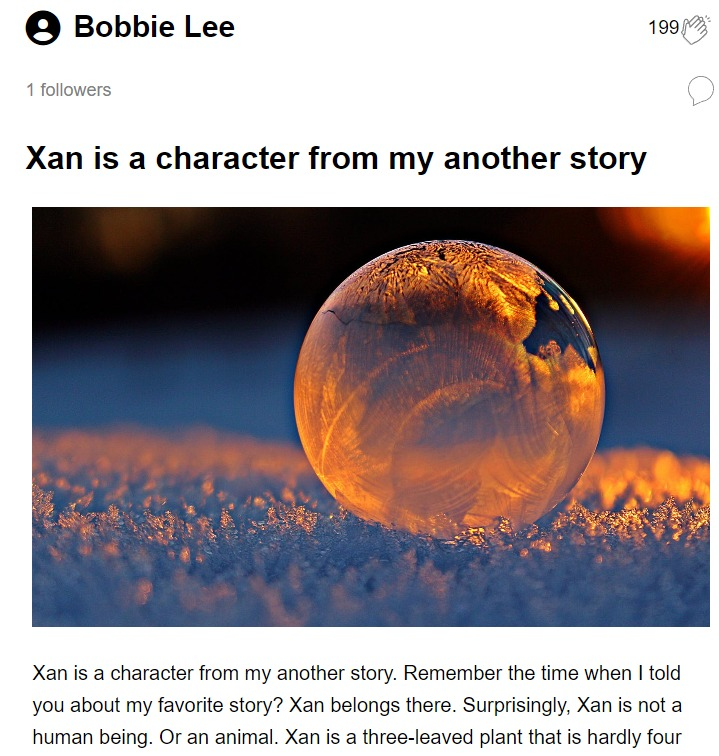 Bobbie Lee
199
1 followers
Xan is a character from my another story
Xan is a character from my another story. Remember the time when I told
you about my favorite story? Xan belongs there. Surprisingly, Xan is not a
human being. Or an animal. Xan is a three-leaved plant that is hardly four